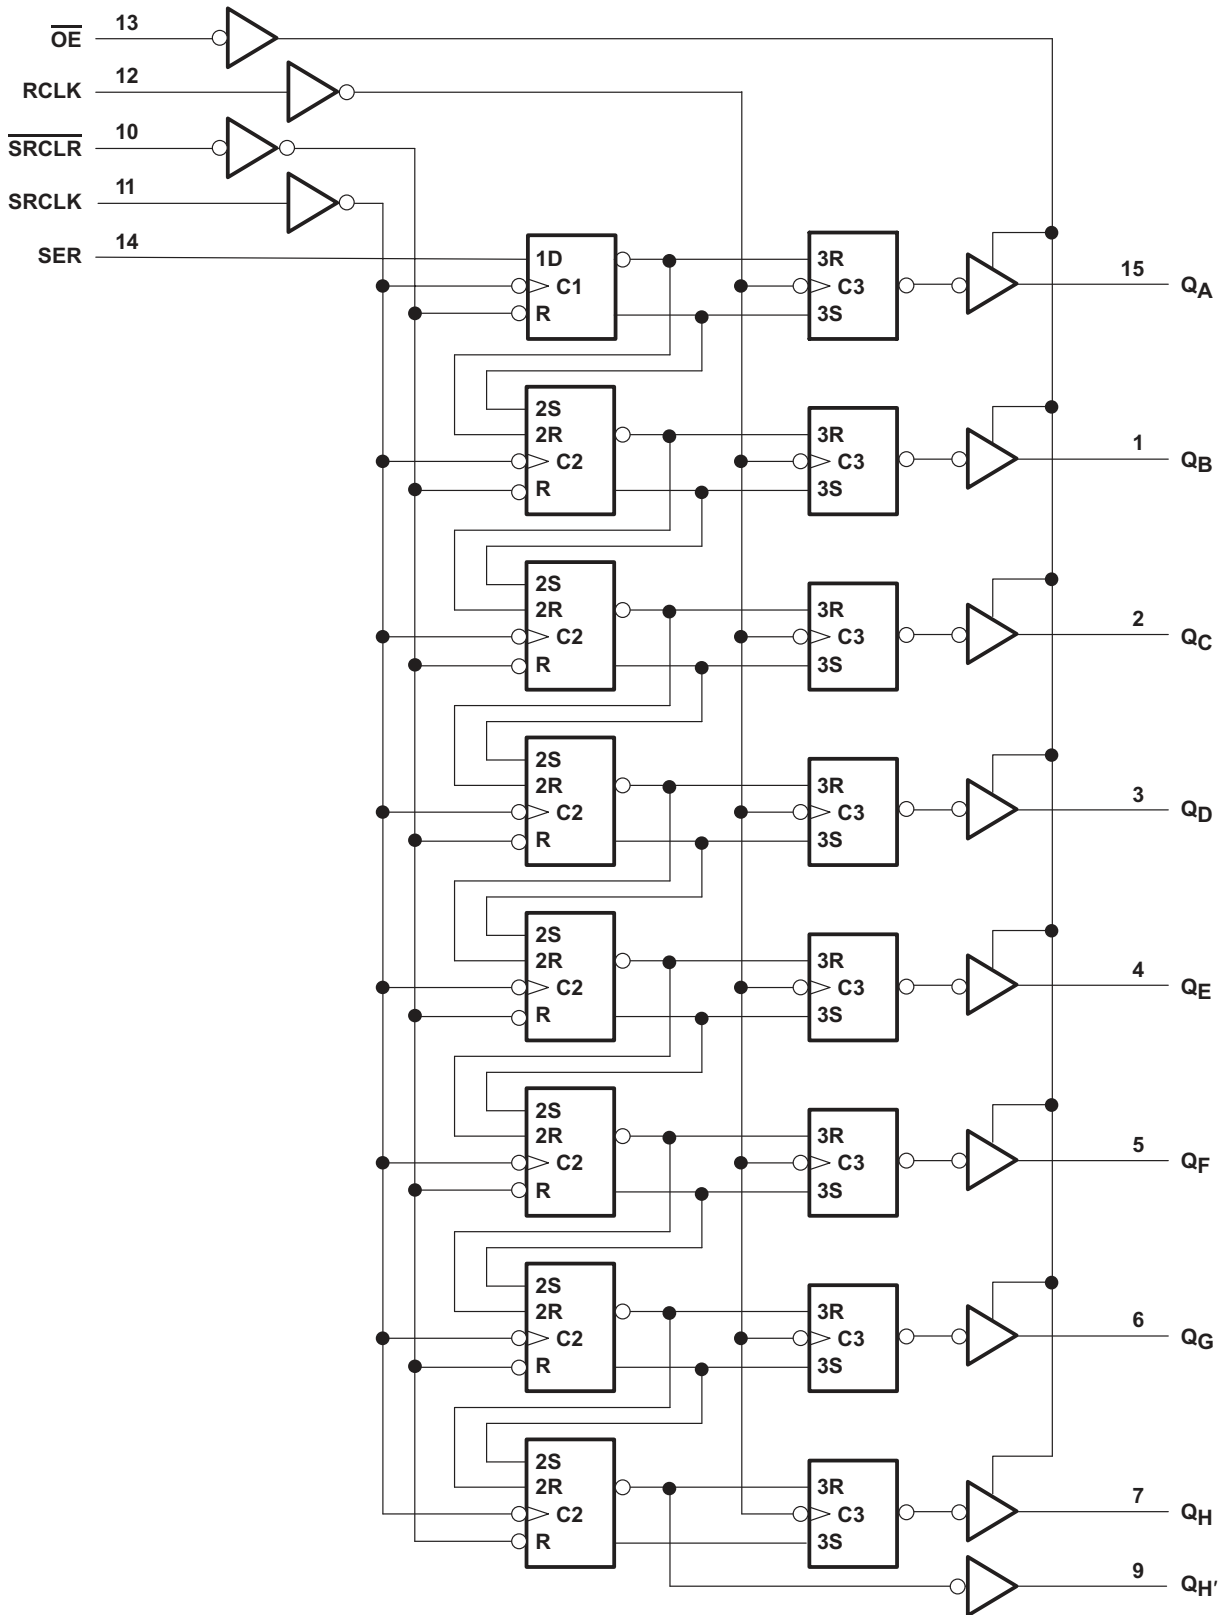 OE 13
RCLK 12
SRCLR 10
SRCLK 11
SER 14
1D
C1
R
3R
C3
3S
15 QA
2S
2R
C2
R
3R
C3
3S
1 QB
2S
2R
C2
R
3R
C3
3S
2 QC
2S
2R
C2
R
3R
C3
3S
3 QD
2S
2R
C2
R
3R
C3
3S
4 QE
2S
2R
C2
R
3R
C3
3S
5 QF
2S
2R
C2
R
3R
C3
3S
6 QG
2S
2R
C2
R
3R
C3
3S
7 QH
9 QH′